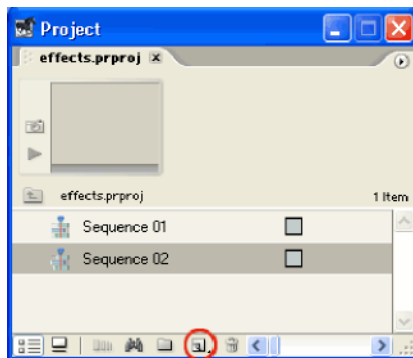 Project
effects.prproj
effects.prproj 1 Item
Sequence 01
Sequence 02